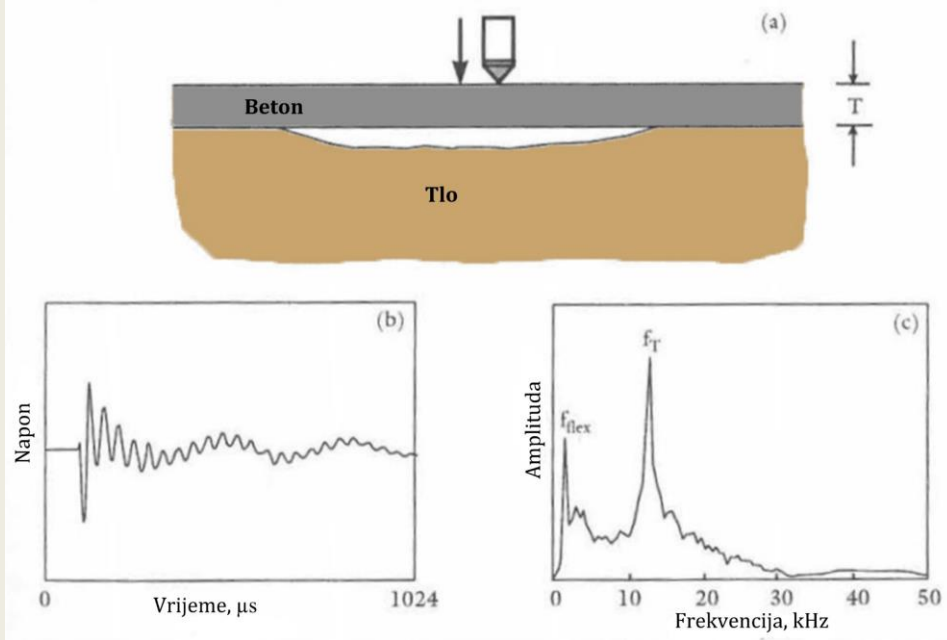 (a)
T
Beton
Tlo
(b)
Napon
0
Vrijeme, µs
1024
(c)
f_T
f_flex
Amplituda
0
10
20
30
40
50
Frekvencija, kHz